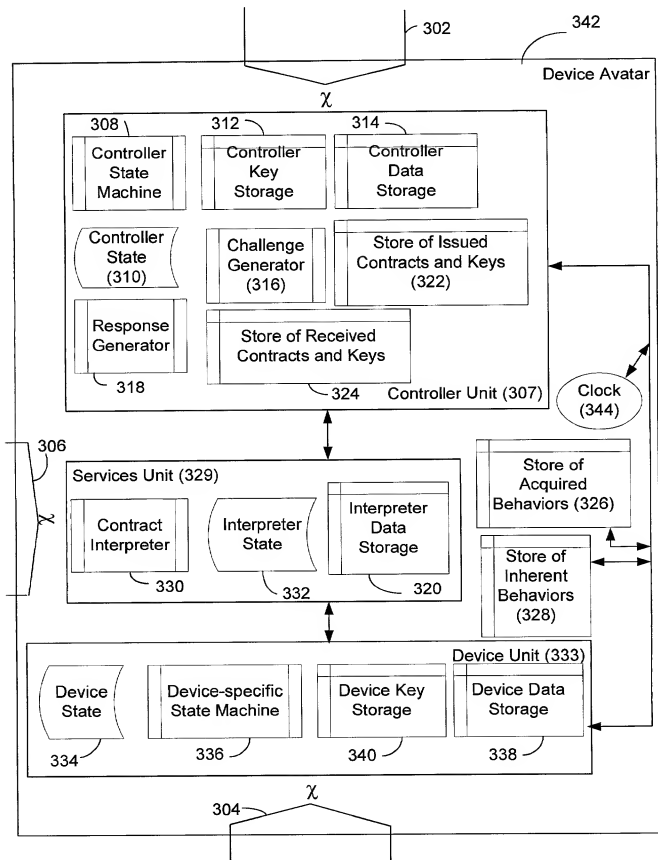 302
342
Device Avatar
χ
308
312
314
Controller
State
Machine
Controller
Key
Storage
Controller
Data
Storage
Controller
State
(310)
Challenge
Generator
(316)
Store of Issued
Contracts and Keys
(322)
Response
Generator
318
Store of Received
Contracts and Keys
324
Controller Unit (307)
Clock
(344)
306
χ
Services Unit (329)
Contract
Interpreter
330
Interpreter
State
332
Interpreter
Data
Storage
320
Store of
Acquired
Behaviors
(326)
Store of
Inherent
Behaviors
(328)
Device Unit (333)
Device
State
334
Device-specific
State Machine
336
Device Key
Storage
340
Device Data
Storage
338
304
χ